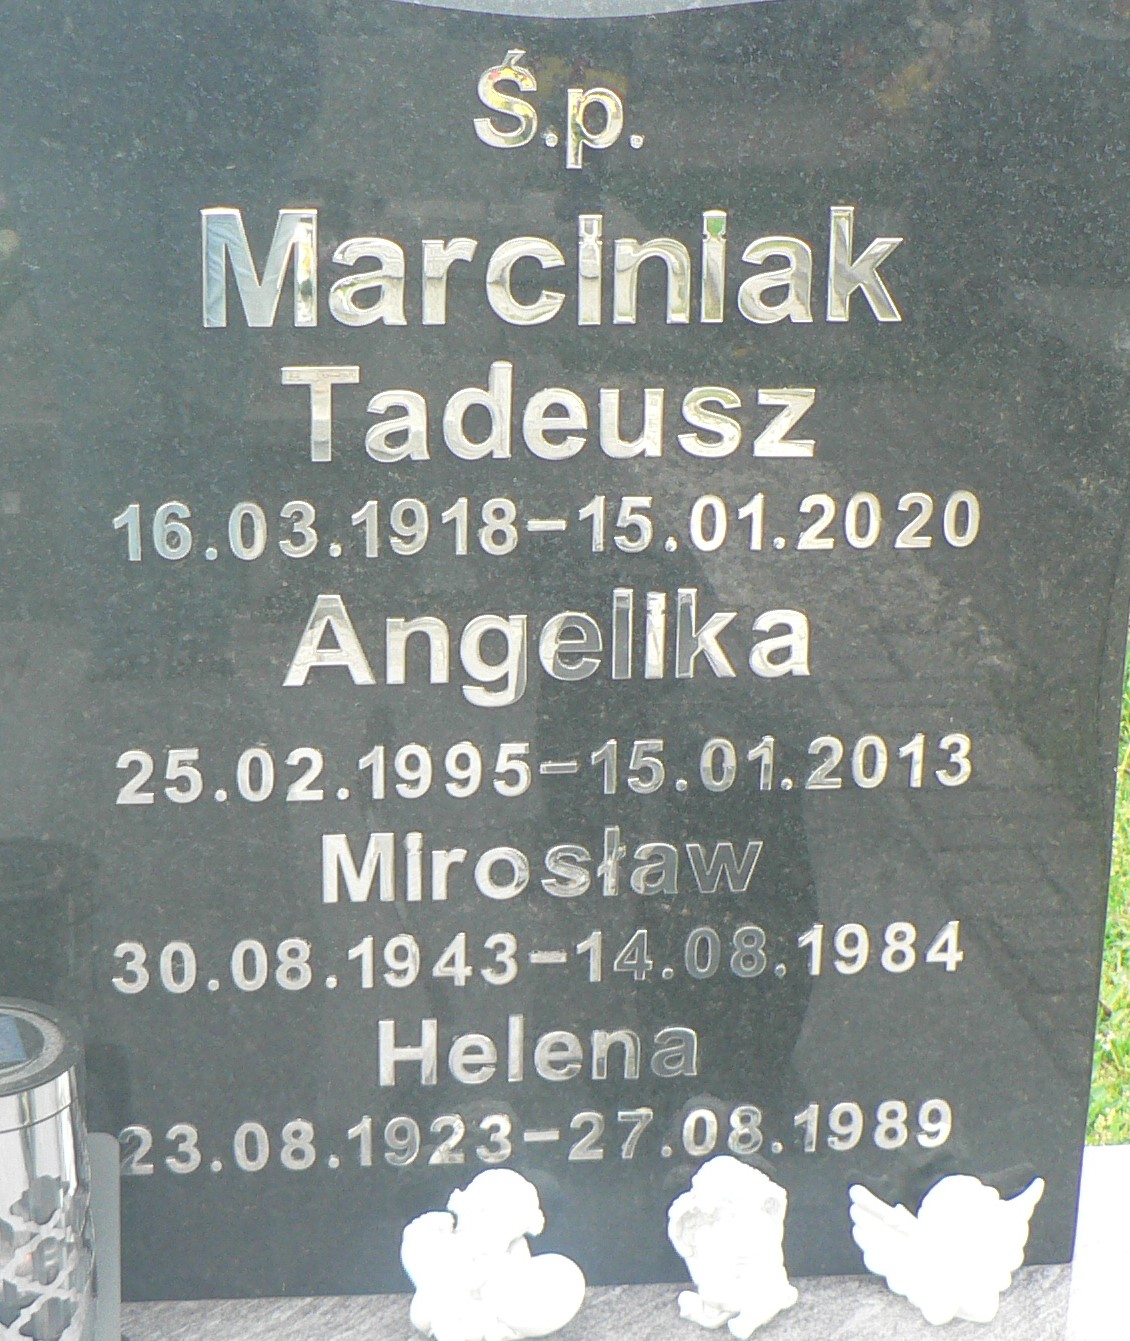 Ś.p.
Marciniak
Tadeusz
16.03.1918-15.01.2020
Angelika
25.02.1995-15.01.2013
Mirosław
30.08.1943-14.08.1984
Helena
23.08.1923-27.08.1989